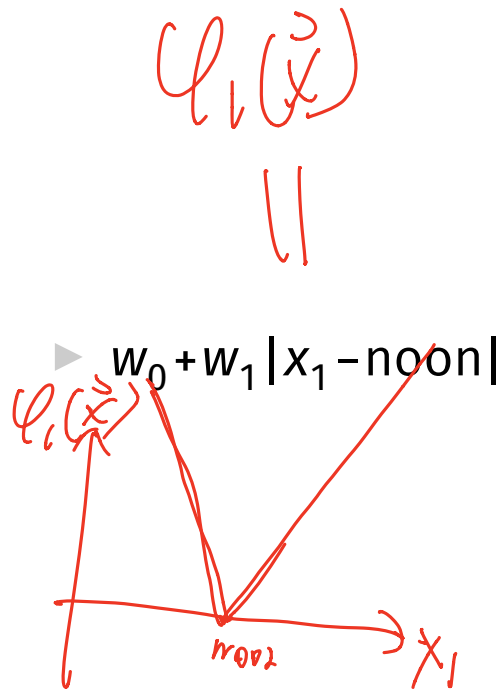 φ₁(x⃗)
||
▶ w₀+w₁|x₁−noon|
φ₁(x⃗)
noon
x₁